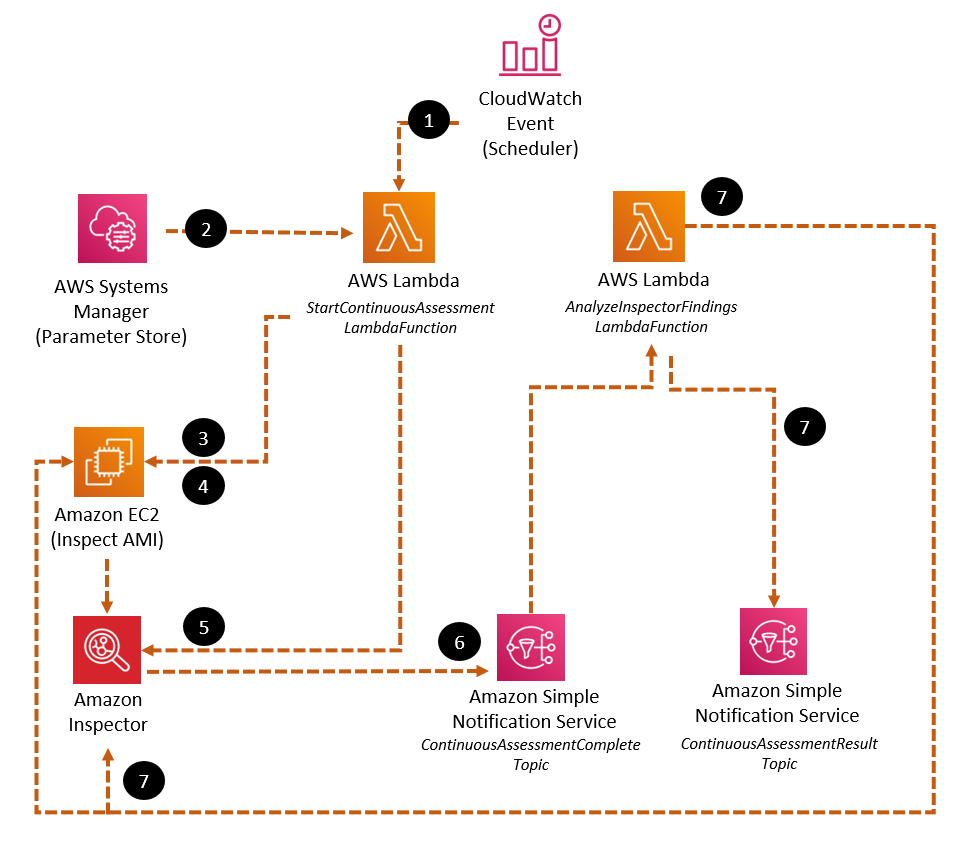 CloudWatch
Event
(Scheduler)
1
2
7
AWS Systems
Manager
(Parameter Store)
AWS Lambda
StartContinuousAssessment
LambdaFunction
AWS Lambda
AnalyzeInspectorFindings
LambdaFunction
3
4
7
Amazon EC2
(Inspect AMI)
5
6
Amazon
Inspector
Amazon Simple
Notification Service
ContinuousAssessmentComplete
Topic
Amazon Simple
Notification Service
ContinuousAssessmentResult
Topic
7